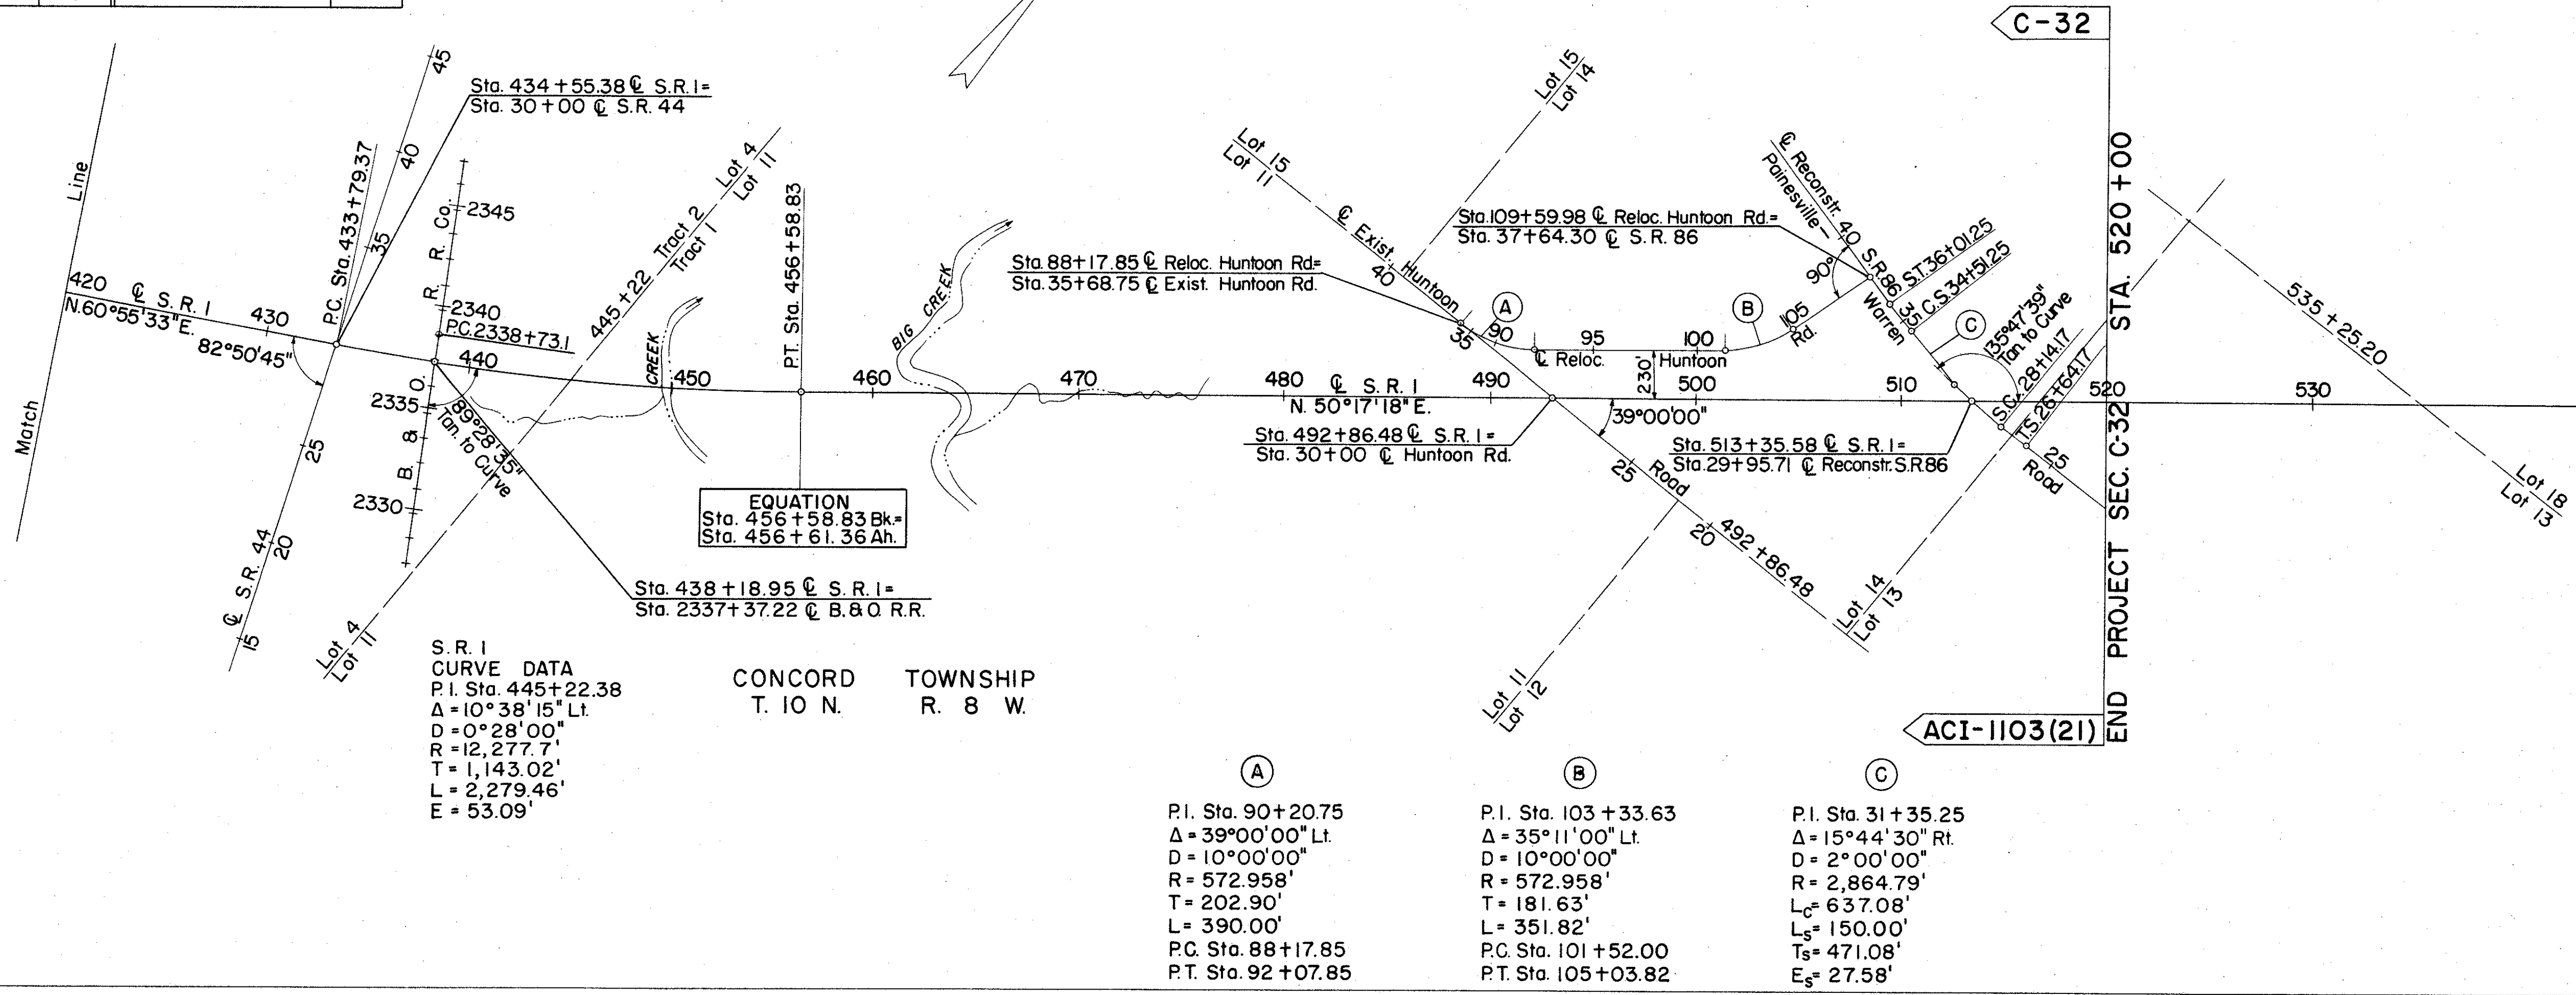 C-32
Match
Line
420
℄ S. R. 1
N. 60°55'33" E.
430
82°50'45"
P.C. Sta. 433+79.37
45
40
35
Sta. 434+55.38 ℄ S.R. 1=
Sta. 30+00 ℄ S.R. 44
25
20
15
℄ S.R. 44
2345
2340
P.C. 2338+73.1
2335
2330
B. & O. R. R. Co.
440
89°28'35"
Tan. to Curve
445+22
Tract 2
Tract 1
Lot 4
Lot 11
Lot 4
Lot 11
CREEK
450
P.T. Sta. 456+58.83
EQUATION
Sta. 456+58.83 Bk.=
Sta. 456+61.36 Ah.
Sta. 438+18.95 ℄ S.R. 1=
Sta. 2337+37.22 ℄ B.&O. R.R.
460
BIG CREEK
470
480
℄ S.R. 1
N. 50°17'18" E.
490
500
510
520
530
Lot 15
Lot 11
℄ Exist. Huntoon
40
35
Lot 15
Lot 14
Sta. 88+17.85 ℄ Reloc. Huntoon Rd.=
Sta. 35+68.75 ℄ Exist. Huntoon Rd.
A
90
95
100
℄ Reloc. Huntoon
B
105
Rd.
230'
Sta. 109+59.98 ℄ Reloc. Huntoon Rd.=
Sta. 37+64.30 ℄ S.R. 86
90°
℄ Reconstr. S.R. 86
Painesville - Warren
40
35
S.T. 36+01.25
C.S. 34+51.25
C
135°47'39"
Tan. to Curve
S.C. 28+14.17
T.S. 26+64.17
25
Road
39°00'00"
Sta. 492+86.48 ℄ S.R. 1=
Sta. 30+00 ℄ Huntoon Rd.
Sta. 513+35.58 ℄ S.R. 1=
Sta. 29+95.71 ℄ Reconstr. S.R. 86
25
Road
20
492+86.48
Lot 14
Lot 13
Lot 11
Lot 12
535+25.20
Lot 18
Lot 13
END PROJECT SEC. C-32 STA. 520+00
ACI-1103(21)
S.R. 1
CURVE DATA
P.I. Sta. 445+22.38
Δ = 10°38'15" Lt.
D = 0°28'00"
R = 12,277.7'
T = 1,143.02'
L = 2,279.46'
E = 53.09'
CONCORD TOWNSHIP
T. 10 N. R. 8 W.
A
P.I. Sta. 90+20.75
Δ = 39°00'00" Lt.
D = 10°00'00"
R = 572.958'
T = 202.90'
L = 390.00'
P.C. Sta. 88+17.85
P.T. Sta. 92+07.85
B
P.I. Sta. 103+33.63
Δ = 35°11'00" Lt.
D = 10°00'00"
R = 572.958'
T = 181.63'
L = 351.82'
P.C. Sta. 101+52.00
P.T. Sta. 105+03.82
C
P.I. Sta. 31+35.25
Δ = 15°44'30" Rt.
D = 2°00'00"
R = 2,864.79'
Lc = 637.08'
Ls = 150.00'
Ts = 471.08'
Es = 27.58'